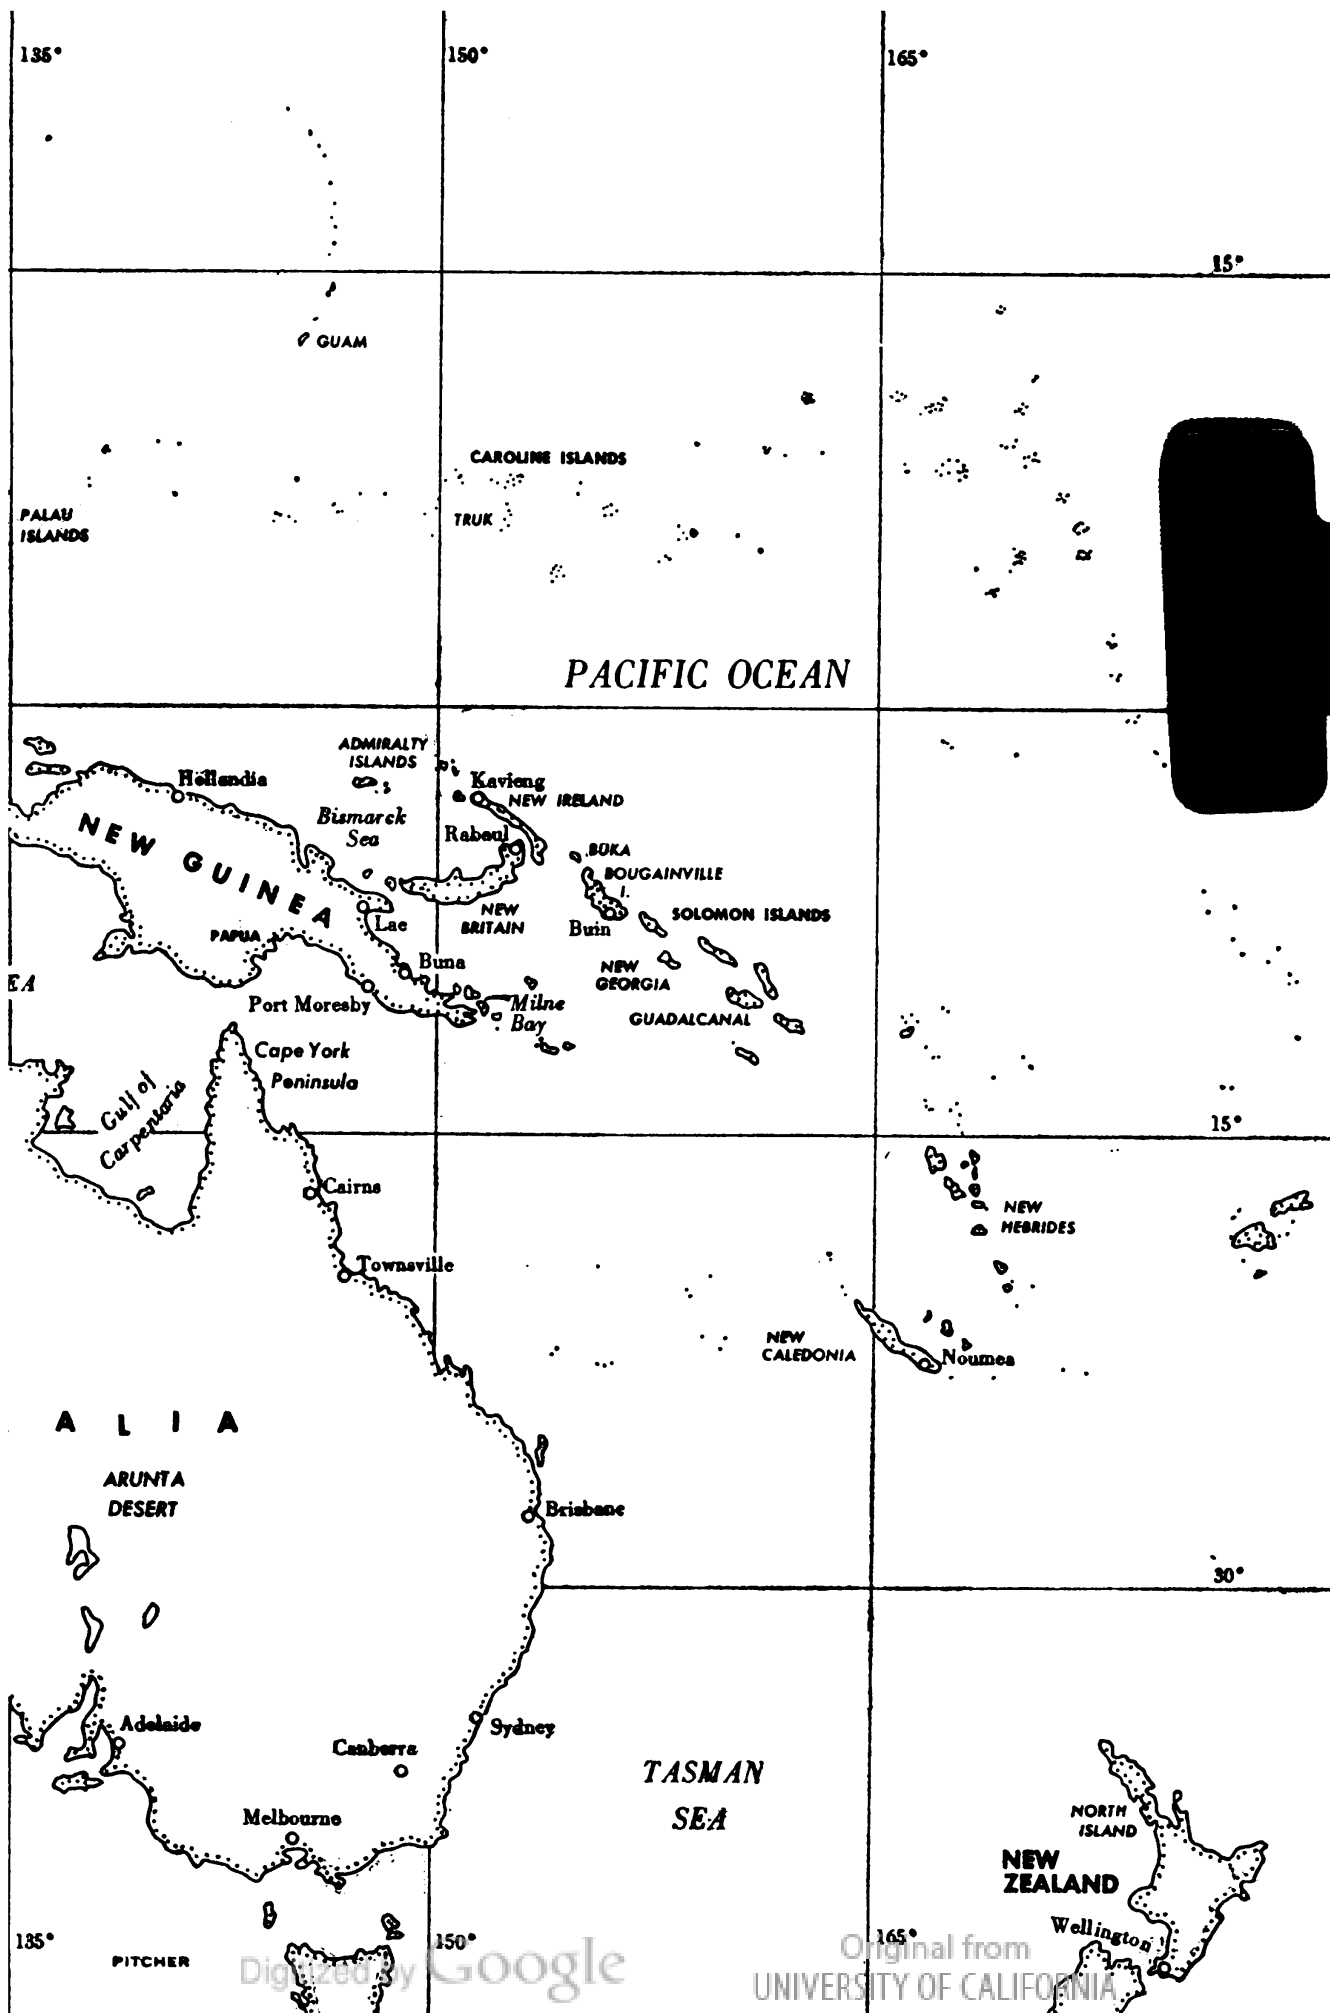 135°
150°
165°
15°
GUAM
CAROLINE ISLANDS
PALAU
ISLANDS
TRUK
PACIFIC OCEAN
ADMIRALTY
ISLANDS
Hollandia
Kavieng
NEW IRELAND
Bismarck
Sea
NEW GUINEA
Rabaul
BUKA
BOUGAINVILLE
I.
NEW
BRITAIN
Buin
SOLOMON ISLANDS
Lae
PAPUA
Buna
NEW
GEORGIA
EA
Port Moresby
Milne
Bay
GUADALCANAL
Cape York
Peninsula
Gulf of
Carpentaria
15°
Cairns
NEW
HEBRIDES
Townsville
NEW
CALEDONIA
Noumea
ALIA
ARUNTA
DESERT
Brisbane
30°
Adelaide
Sydney
Canberra
TASMAN
SEA
Melbourne
NORTH
ISLAND
NEW
ZEALAND
Wellington
135°
150°
165°
PITCHER
Digitized by Google
Original from
UNIVERSITY OF CALIFORNIA